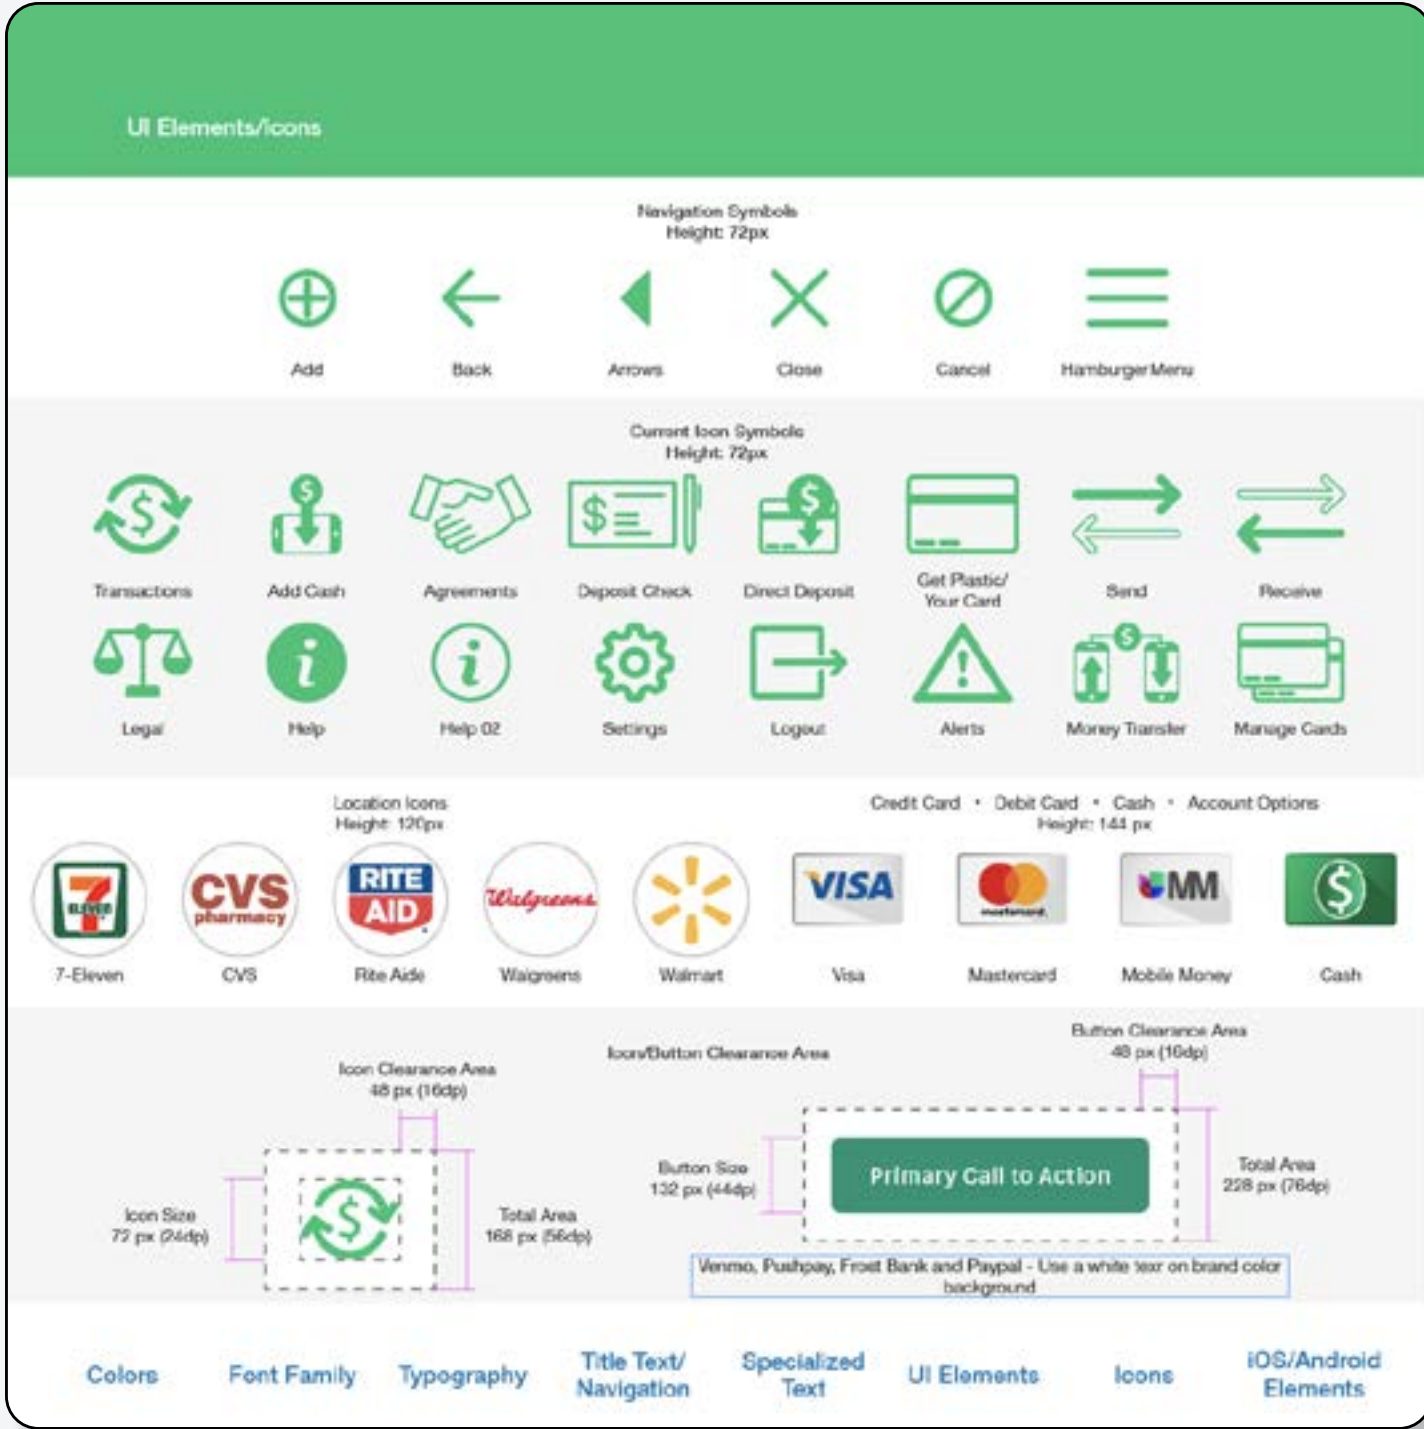 UI Elements/Icons
Navigation Symbols
Height: 72px
Add
Back
Arrows
Close
Cancel
Hamburger Menu
Current Icon Symbols
Height: 72px
Transactions
Add Cash
Agreements
Deposit Check
Direct Deposit
Get Plastic/
Your Card
Send
Receive
Legal
Help
Help 02
Settings
Logout
Alerts
Money Transfer
Manage Cards
Location Icons
Height: 120px
Credit Card • Debit Card • Cash • Account Options
Height: 144 px
7
ELEVEN
CVS
pharmacy
RITE
AID
Walgreens
VISA
mastercard.
MM
$
7-Eleven
CVS
Rite Aide
Walgreens
Walmart
Visa
Mastercard
Mobile Money
Cash
Icon/Button Clearance Area
Icon Clearance Area
48 px (16dp)
Icon Size
72 px (24dp)
Total Area
168 px (56dp)
Button Clearance Area
48 px (16dp)
Button Size
132 px (44dp)
Primary Call to Action
Total Area
228 px (76dp)
Venmo, Pushpay, Frost Bank and Paypal - Use a white text on brand color
background
Colors
Font Family
Typography
Title Text/
Navigation
Specialized
Text
UI Elements
Icons
iOS/Android
Elements